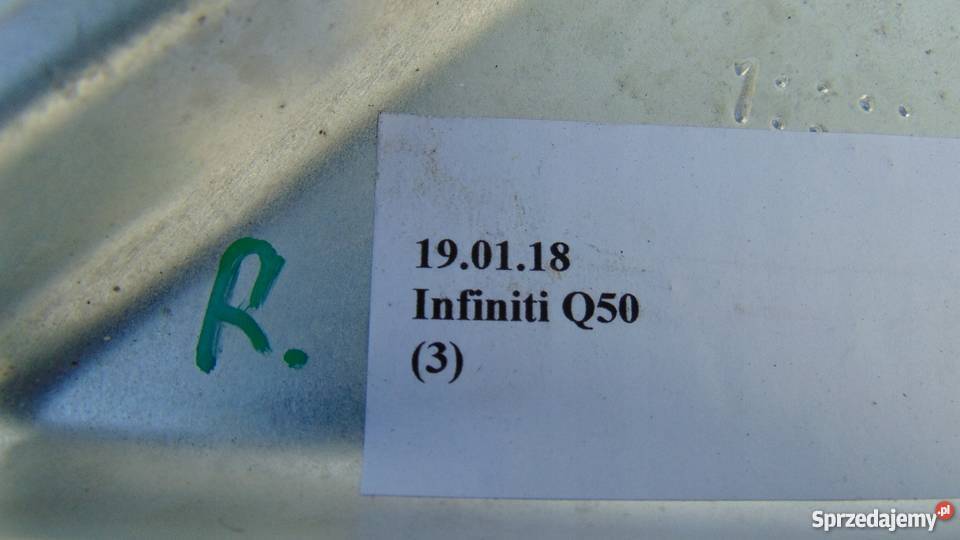 19.01.18
Infiniti Q50
(3)
R.
Sprzedajemy.pl